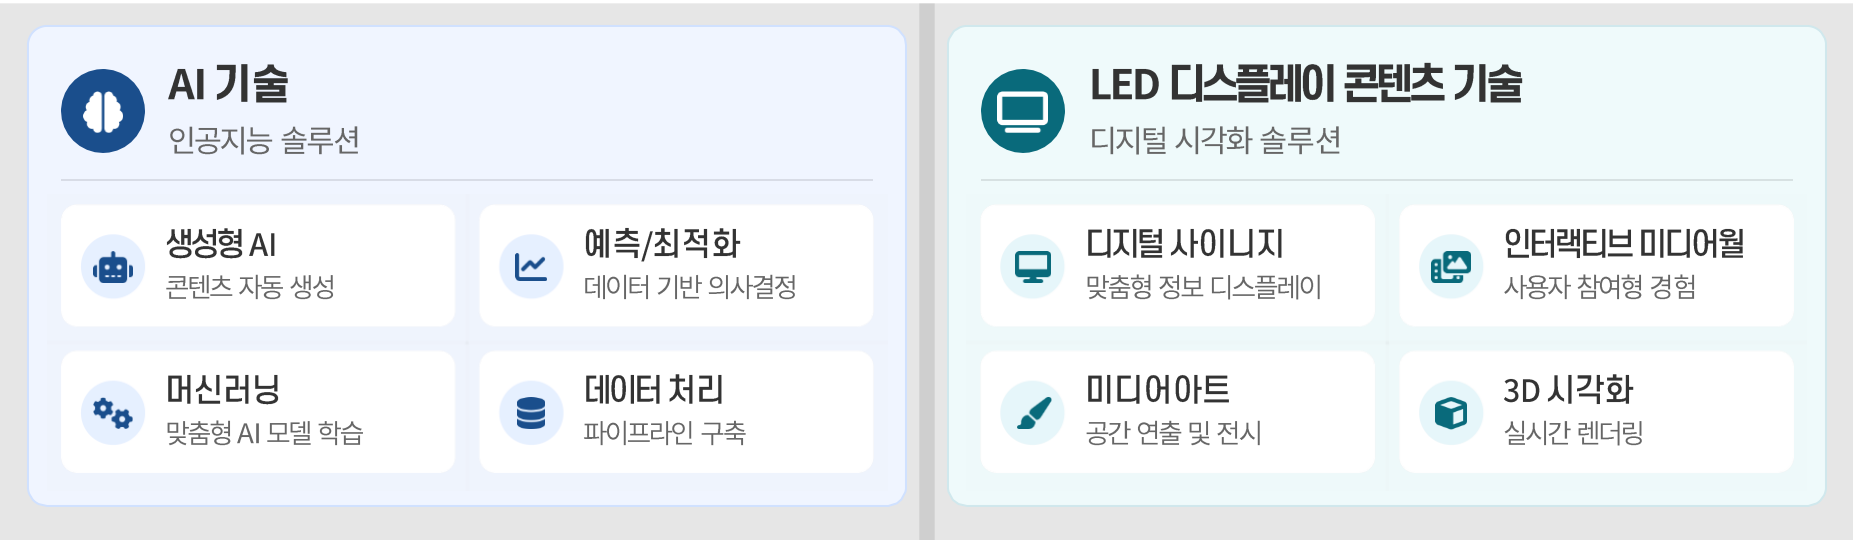 AI 기술
인공지능 솔루션
생성형 AI
콘텐츠 자동 생성
예측/최적화
데이터 기반 의사결정
머신러닝
맞춤형 AI 모델 학습
데이터 처리
파이프라인 구축
LED 디스플레이 콘텐츠 기술
디지털 시각화 솔루션
디지털 사이니지
맞춤형 정보 디스플레이
인터랙티브 미디어월
사용자 참여형 경험
미디어아트
공간 연출 및 전시
3D 시각화
실시간 렌더링